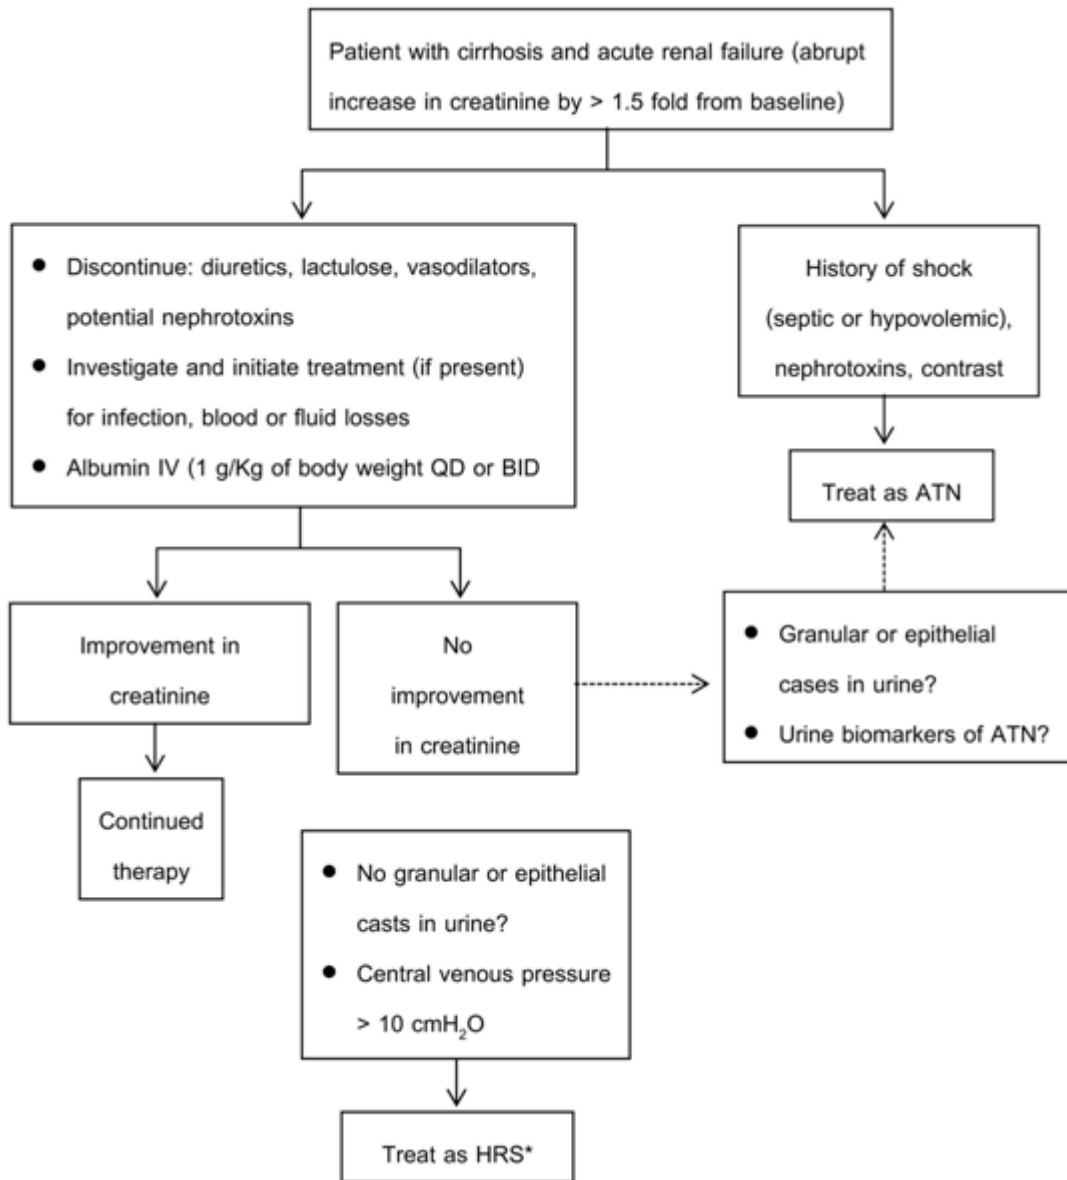 Patient with cirrhosis and acute renal failure (abrupt
increase in creatinine by > 1.5 fold from baseline)
● Discontinue: diuretics, lactulose, vasodilators,
potential nephrotoxins
● Investigate and initiate treatment (if present)
for infection, blood or fluid losses
● Albumin IV (1 g/Kg of body weight QD or BID
History of shock
(septic or hypovolemic),
nephrotoxins, contrast
Treat as ATN
Improvement in
creatinine
No
improvement
in creatinine
● Granular or epithelial
cases in urine?
● Urine biomarkers of ATN?
Continued
therapy
● No granular or epithelial
casts in urine?
● Central venous pressure
> 10 cmH₂O
Treat as HRS*